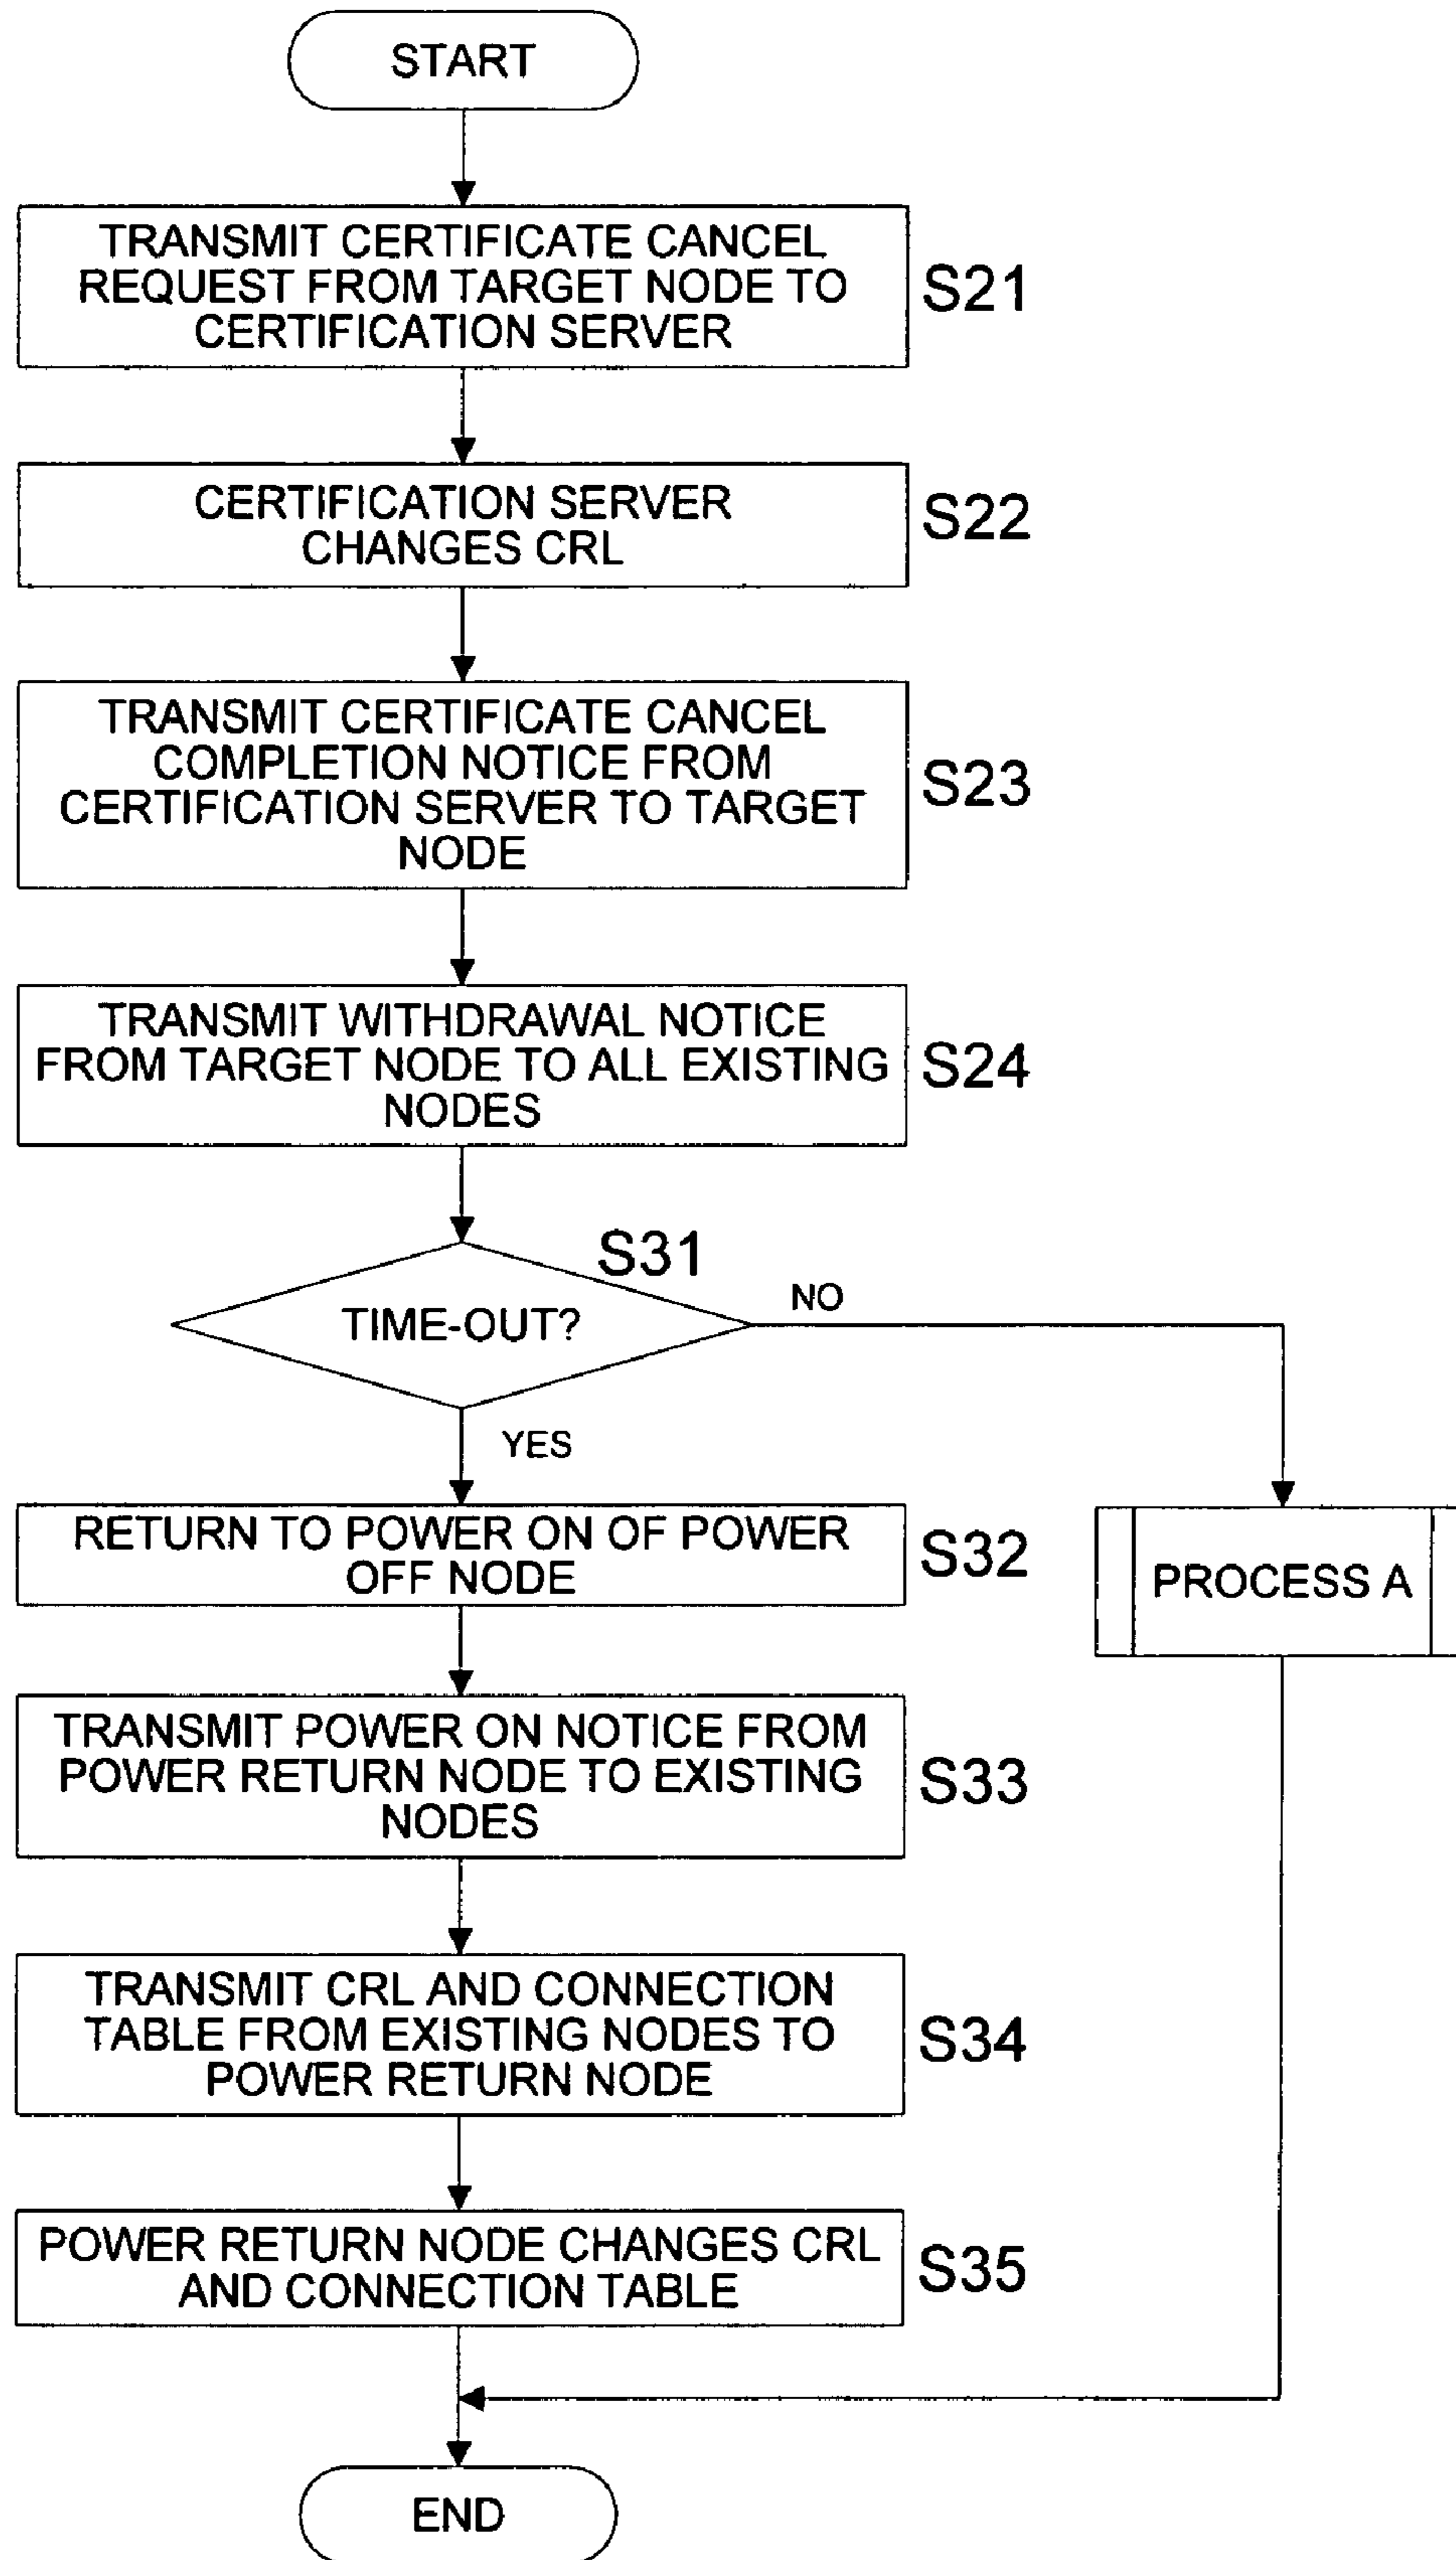 START
TRANSMIT CERTIFICATE CANCEL
REQUEST FROM TARGET NODE TO
CERTIFICATION SERVER
S21
CERTIFICATION SERVER
CHANGES CRL
S22
TRANSMIT CERTIFICATE CANCEL
COMPLETION NOTICE FROM
CERTIFICATION SERVER TO TARGET
NODE
S23
TRANSMIT WITHDRAWAL NOTICE
FROM TARGET NODE TO ALL EXISTING
NODES
S24
S31
TIME-OUT?
NO
YES
RETURN TO POWER ON OF POWER
OFF NODE
S32
PROCESS A
TRANSMIT POWER ON NOTICE FROM
POWER RETURN NODE TO EXISTING
NODES
S33
TRANSMIT CRL AND CONNECTION
TABLE FROM EXISTING NODES TO
POWER RETURN NODE
S34
POWER RETURN NODE CHANGES CRL
AND CONNECTION TABLE
S35
END